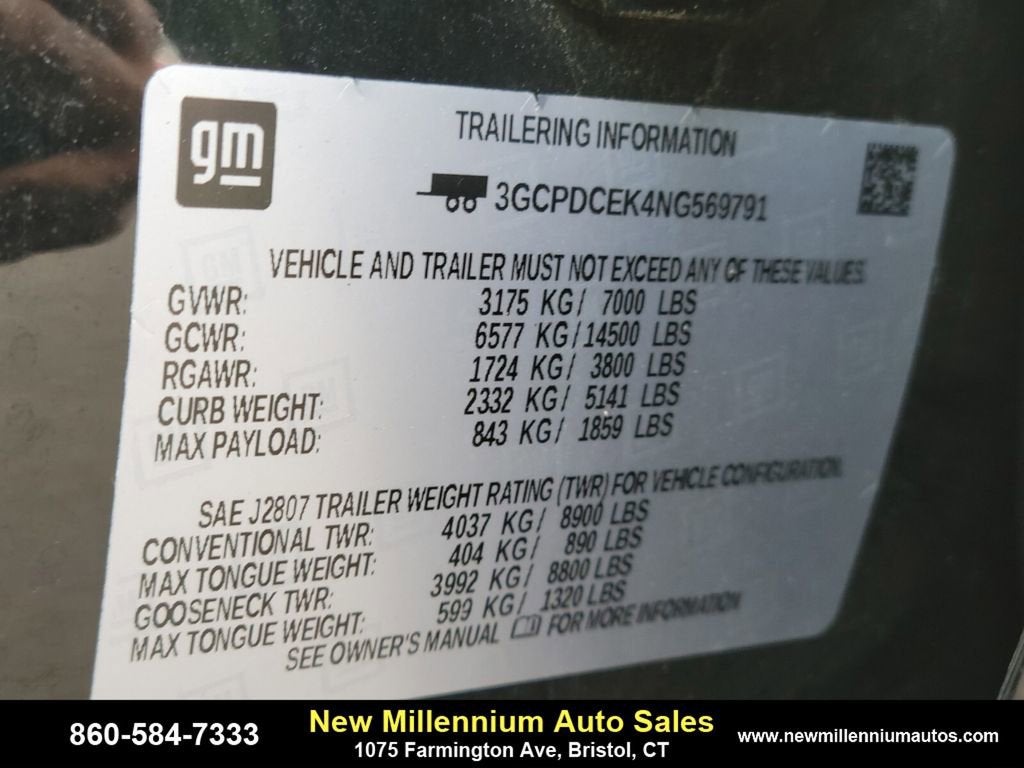 gm
TRAILERING INFORMATION
3GCPDCEK4NG569791
VEHICLE AND TRAILER MUST NOT EXCEED ANY OF THESE VALUES.
GVWR: 3175 KG/ 7000 LBS
GCWR: 6577 KG/14500 LBS
RGAWR: 1724 KG/ 3800 LBS
CURB WEIGHT: 2332 KG/ 5141 LBS
MAX PAYLOAD: 843 KG/ 1859 LBS
SAE J2807 TRAILER WEIGHT RATING (TWR) FOR VEHICLE CONFIGURATION.
CONVENTIONAL TWR: 4037 KG/ 8900 LBS
MAX TONGUE WEIGHT: 404 KG/ 890 LBS
GOOSENECK TWR: 3992 KG/ 8800 LBS
MAX TONGUE WEIGHT: 599 KG/ 1320 LBS
SEE OWNER'S MANUAL FOR MORE INFORMATION
860-584-7333
New Millennium Auto Sales
1075 Farmington Ave, Bristol, CT
www.newmillenniumautos.com